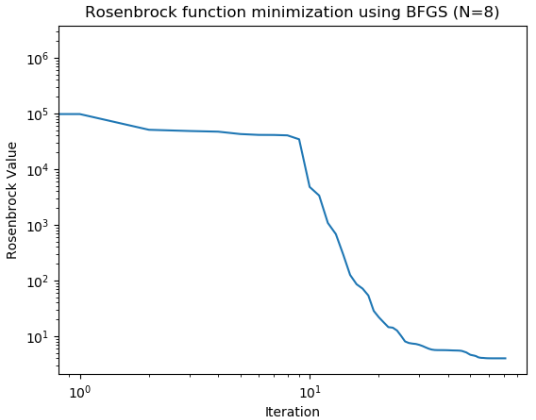 Rosenbrock function minimization using BFGS (N=8)
10⁶
10⁵
10⁴
10³
10²
10¹
Rosenbrock Value
10⁰
10¹
Iteration